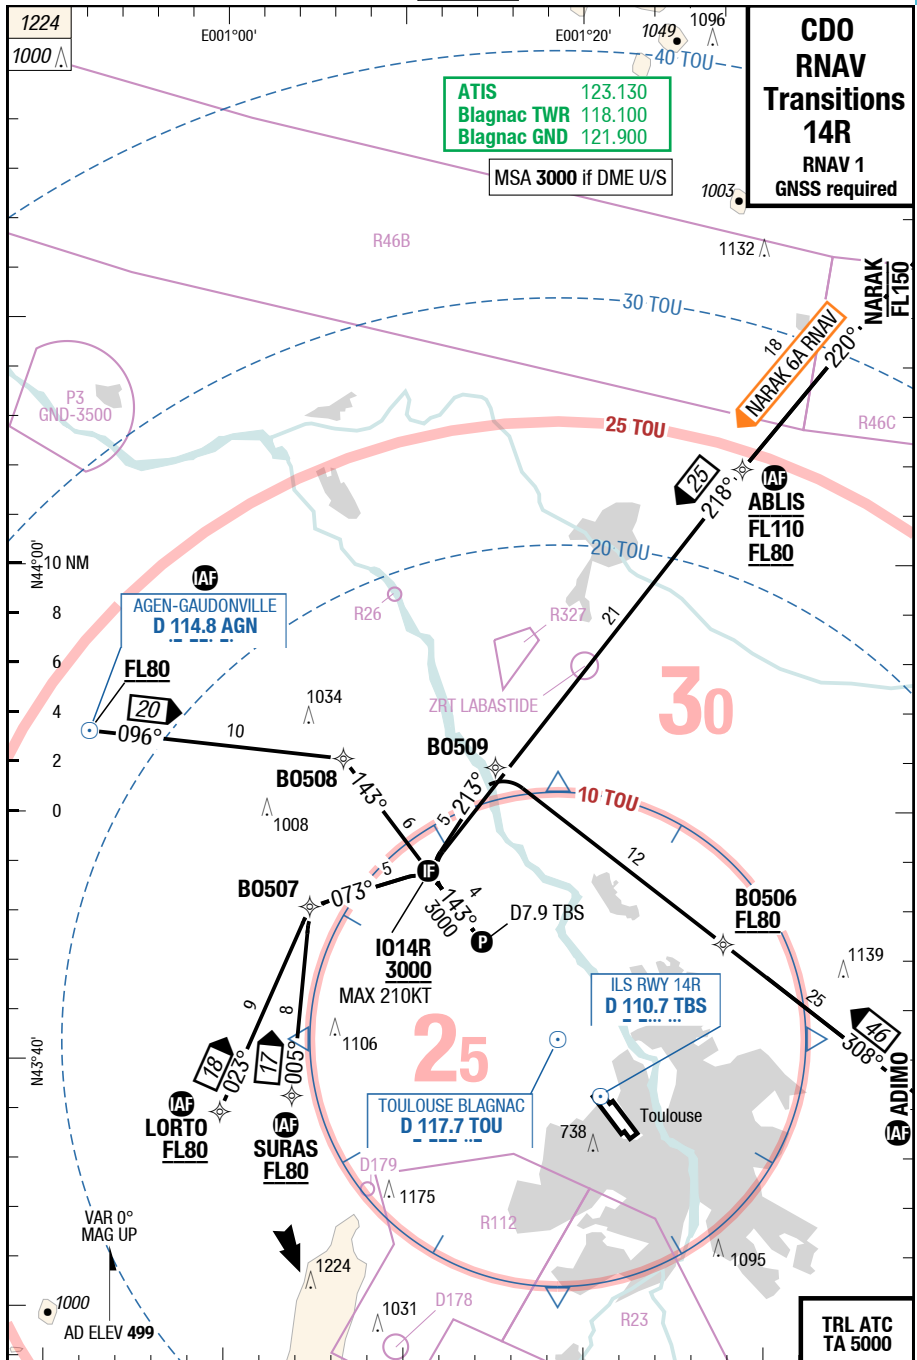 1224
1000
E001°00'
E001°20'
1049
1096
40 TOU
CDO
RNAV
Transitions
14R
RNAV 1
GNSS required
ATIS 123.130
Blagnac TWR 118.100
Blagnac GND 121.900
MSA 3000 if DME U/S
1003
1132
R46B
NARAK
FL150
30 TOU
18
NARAK 6A RNAV
220°
P3
GND-3500
R46C
25 TOU
25
218°
IAF
ABLIS
FL110
FL80
N44°00'
10 NM
8
6
4
2
0
20 TOU
IAF
AGEN-GAUDONVILLE
D 114.8 AGN
R26
R327
21
FL80
20
096°
10
1034
ZRT LABASTIDE
30
BO509
BO508
143°
6
213°
5
10 TOU
1008
12
BO507
073°
5
IF
4
143°
3000
D7.9 TBS
P
BO506
FL80
IO14R
3000
MAX 210KT
1139
ILS RWY 14R
D 110.7 TBS
25
9
8
1106
25
46
308°
N43°40'
18
023°
17
005°
IAF
ADIMO
IAF
LORTO
FL80
IAF
SURAS
FL80
TOULOUSE BLAGNAC
D 117.7 TOU
Toulouse
738
D179
1175
R112
VAR 0°
MAG UP
1224
1095
1000
AD ELEV 499
1031
D178
R23
TRL ATC
TA 5000